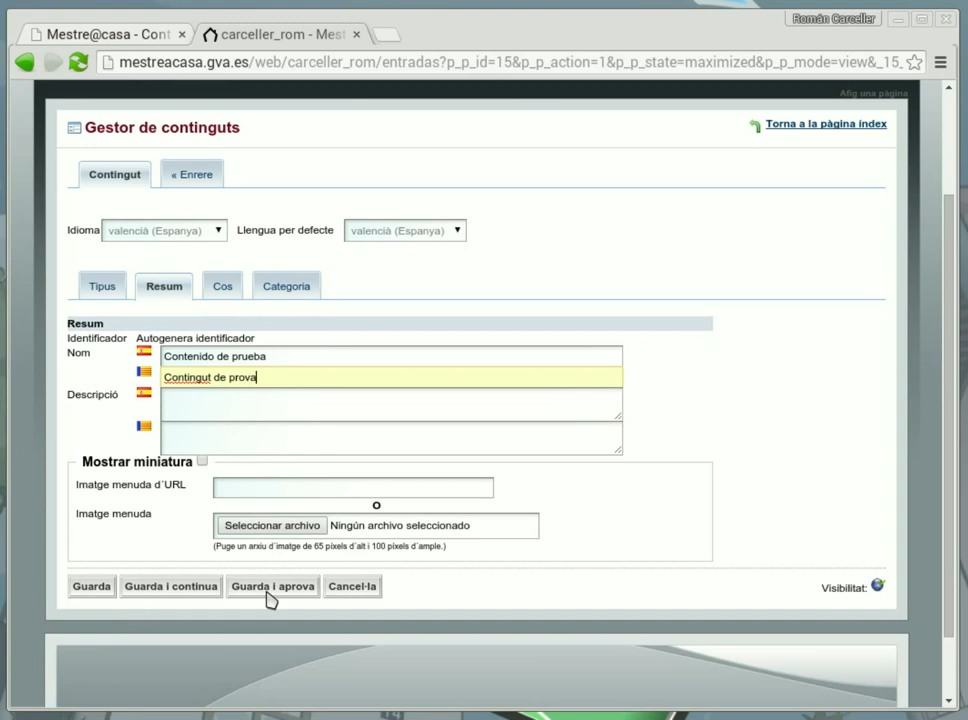 Román Carceller
Mestre@casa - Cont
carceller_rom - Mest
mestreacasa.gva.es/web/carceller_rom/entradas?p_p_id=15&p_p_action=1&p_p_state=maximized&p_p_mode=view&_15_
Afig una pàgina
Gestor de continguts
Torna a la pàgina índex
Contingut
« Enrere
Idioma valencià (Espanya) Llengua per defecte valencià (Espanya)
Tipus
Resum
Cos
Categoria
Resum
Identificador Autogenera identificador
Nom Contenido de prueba
Contingut de prova
Descripció
Mostrar miniatura
Imatge menuda d´URL
O
Imatge menuda
Seleccionar archivo Ningún archivo seleccionado
(Puge un arxiu d´imatge de 65 píxels d´alt i 100 píxels d´ample.)
Guarda
Guarda i continua
Guarda i aprova
Cancel·la
Visibilitat: